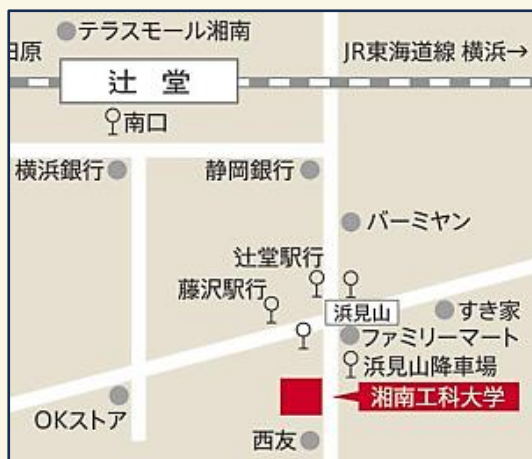 テラスモール湘南
田原
JR東海道線 横浜→
辻 堂
南口
横浜銀行
静岡銀行
バーミヤン
辻堂駅行
藤沢駅行
浜見山
すき家
ファミリーマート
浜見山降車場
湘南工科大学
OKストア
西友